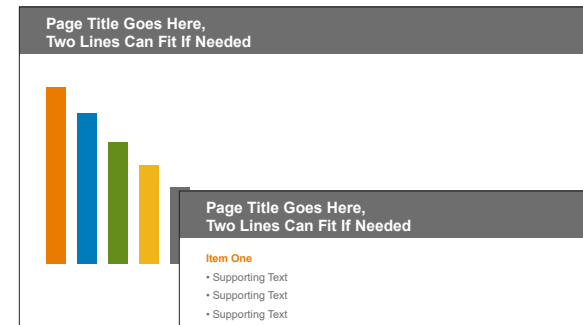 Page Title Goes Here,
Two Lines Can Fit If Needed
Page Title Goes Here,
Two Lines Can Fit If Needed
Item One
• Supporting Text
• Supporting Text
• Supporting Text